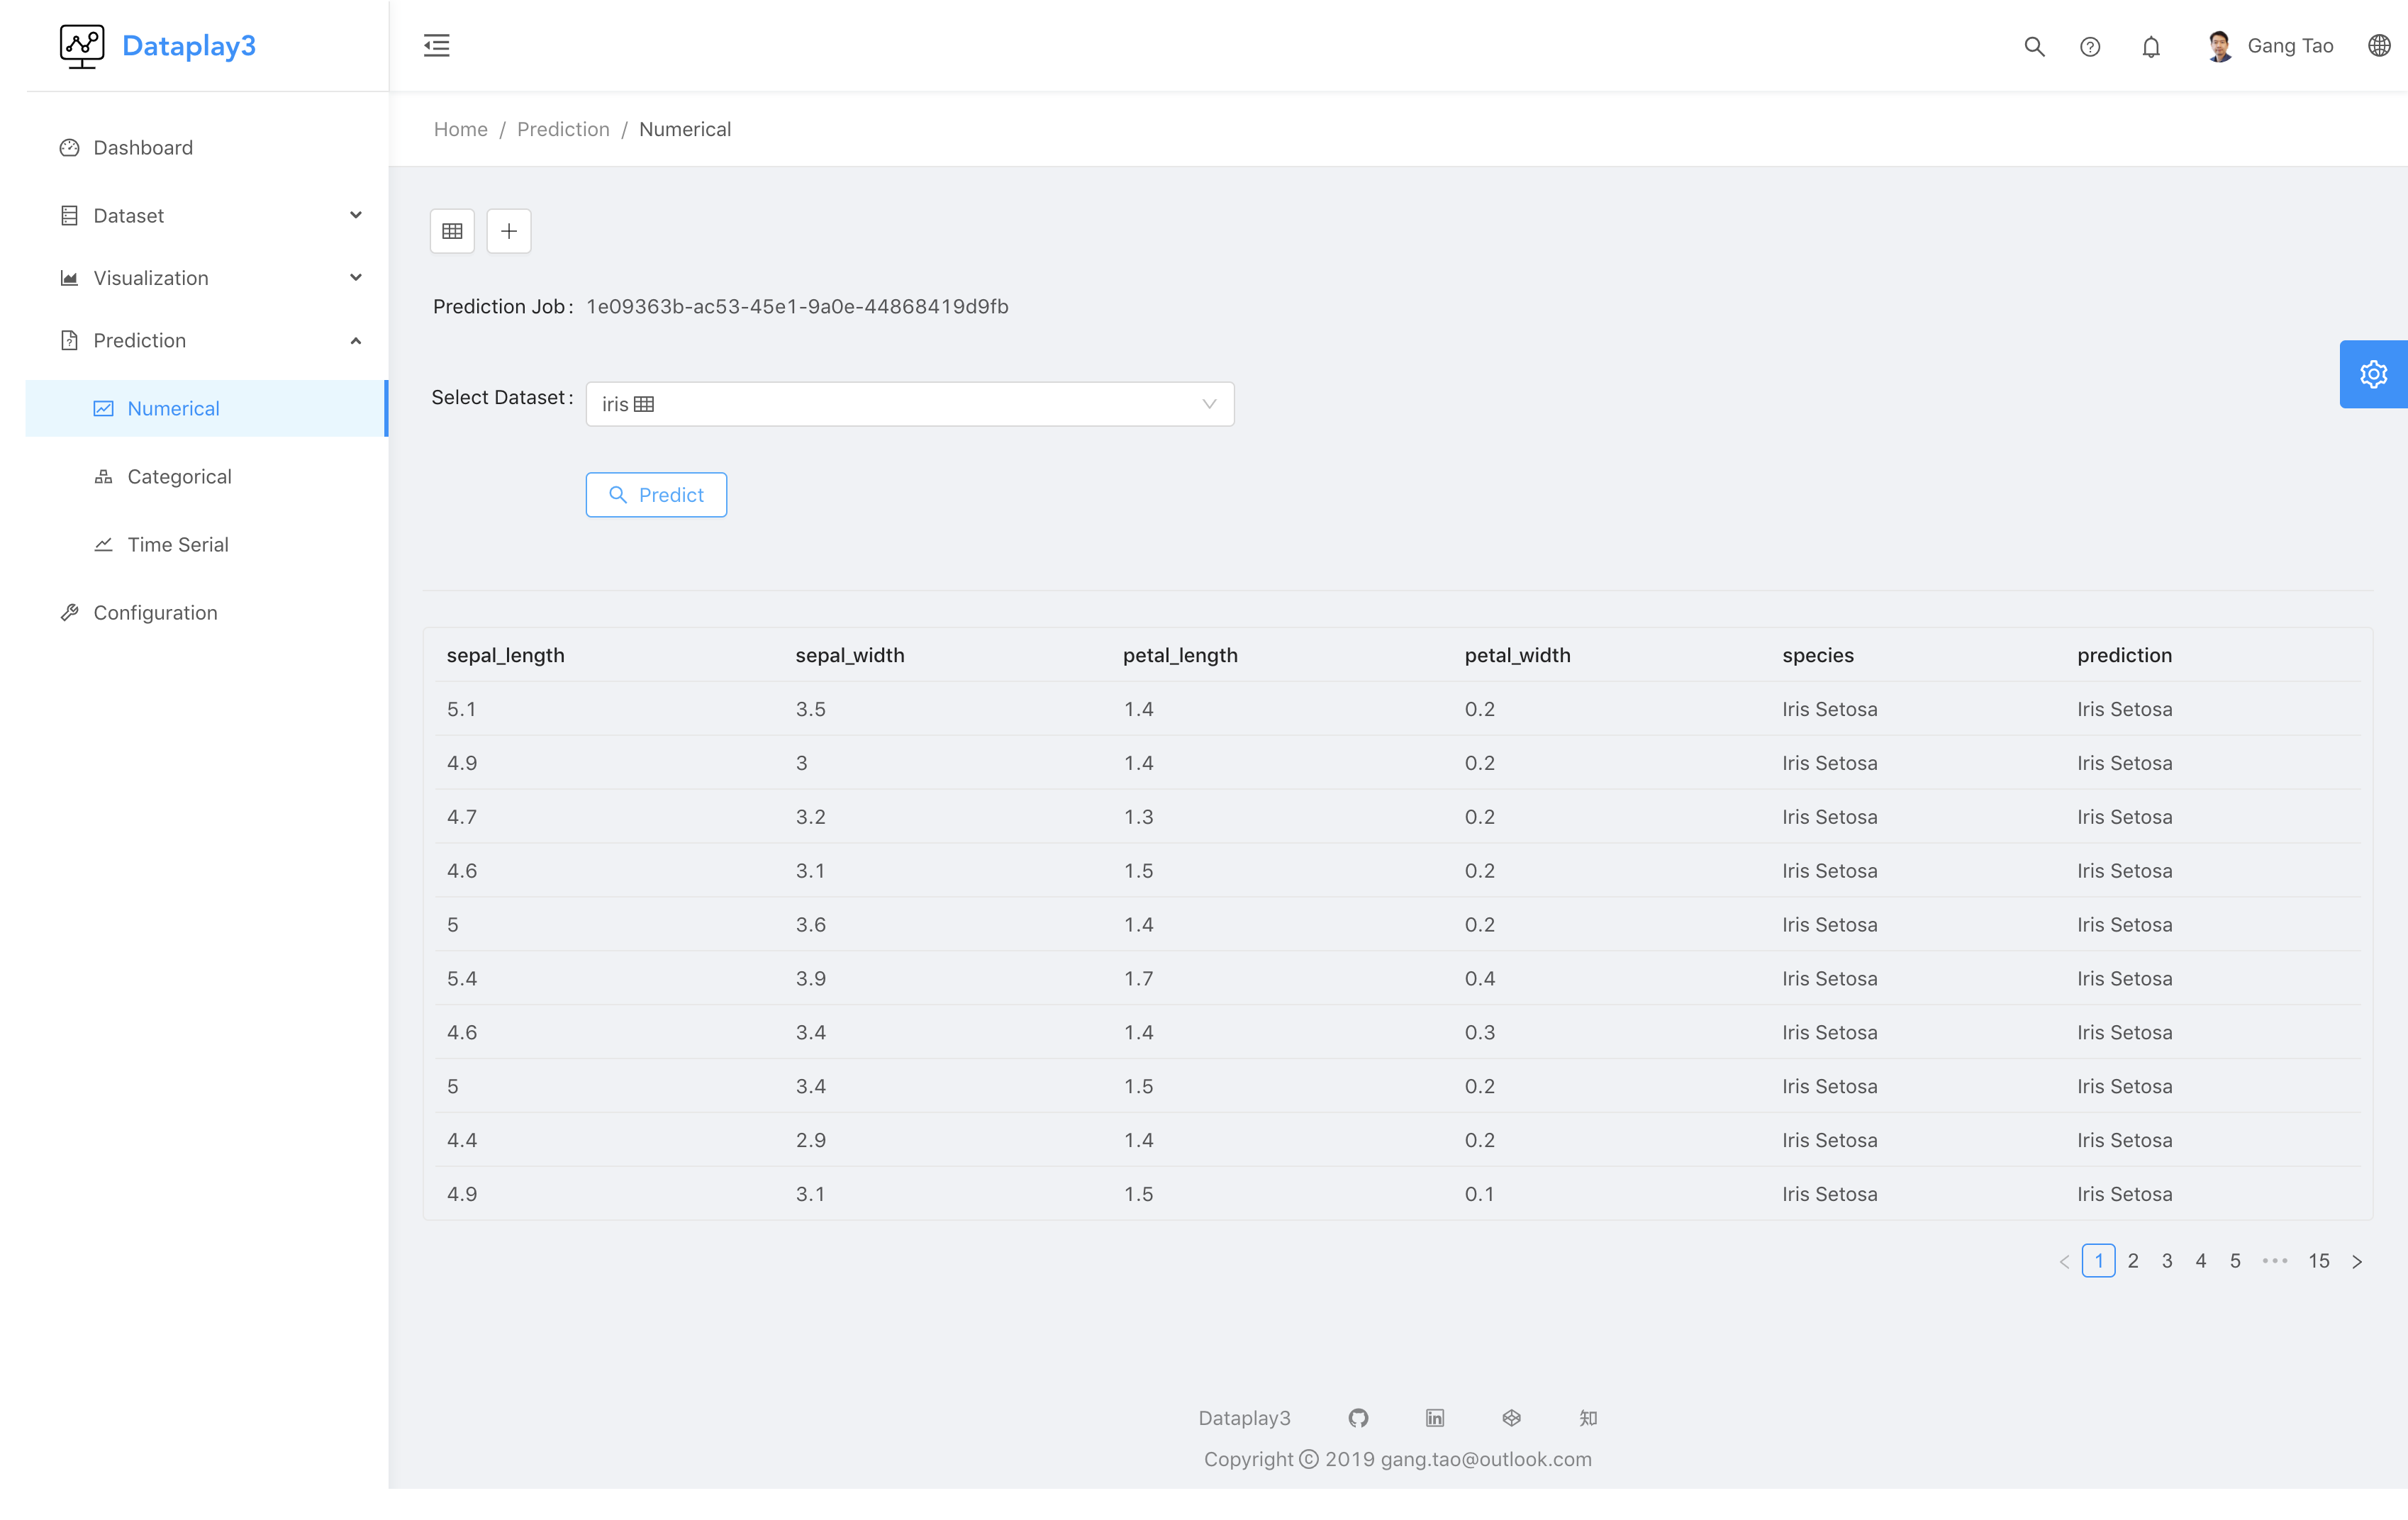 Dataplay3
Gang Tao
Home / Prediction / Numerical
Dashboard
Dataset
Visualization
Prediction
Numerical
Categorical
Time Serial
Configuration
Prediction Job: 1e09363b-ac53-45e1-9a0e-44868419d9fb
Select Dataset: iris
Predict
sepal_length sepal_width petal_length petal_width species prediction
5.1 3.5 1.4 0.2 Iris Setosa Iris Setosa
4.9 3 1.4 0.2 Iris Setosa Iris Setosa
4.7 3.2 1.3 0.2 Iris Setosa Iris Setosa
4.6 3.1 1.5 0.2 Iris Setosa Iris Setosa
5 3.6 1.4 0.2 Iris Setosa Iris Setosa
5.4 3.9 1.7 0.4 Iris Setosa Iris Setosa
4.6 3.4 1.4 0.3 Iris Setosa Iris Setosa
5 3.4 1.5 0.2 Iris Setosa Iris Setosa
4.4 2.9 1.4 0.2 Iris Setosa Iris Setosa
4.9 3.1 1.5 0.1 Iris Setosa Iris Setosa
< 1 2 3 4 5 ••• 15 >
Dataplay3 in 知
Copyright © 2019 gang.tao@outlook.com